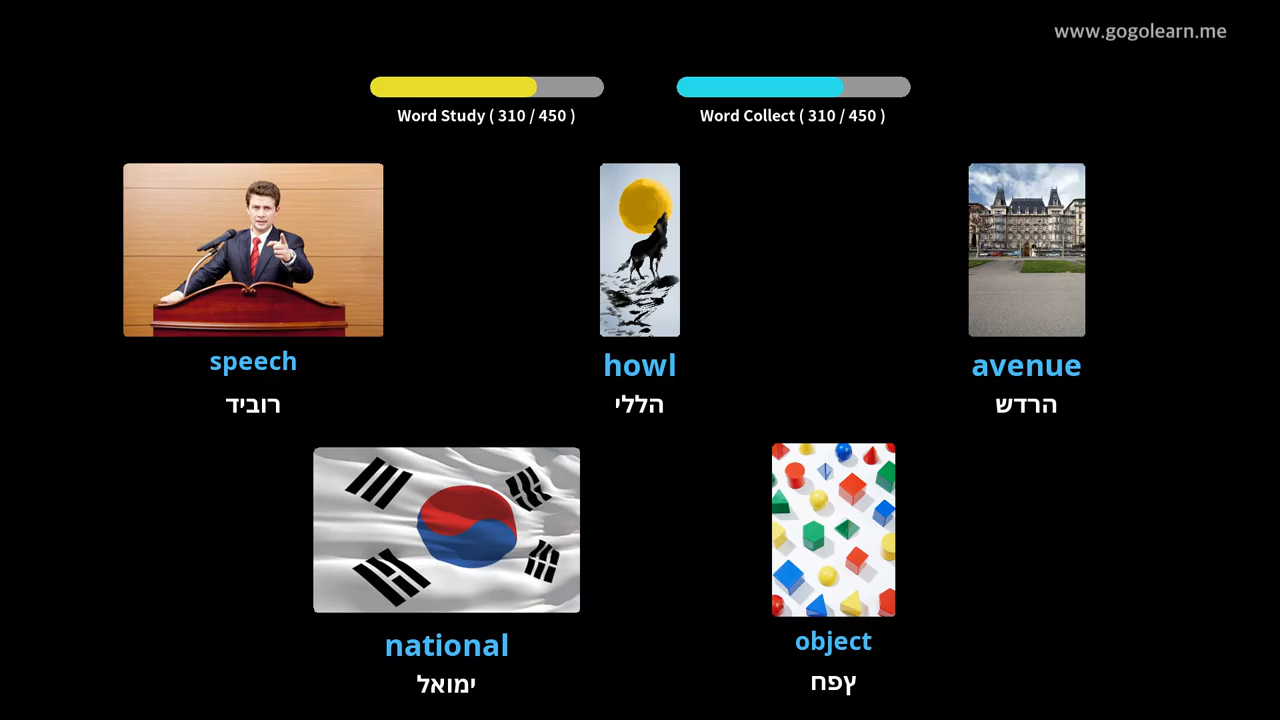 www.gogolearn.me
Word Study ( 310 / 450 )
Word Collect ( 310 / 450 )
speech
רוביד
howl
הללי
avenue
הרדש
national
ימואל
object
ץפח